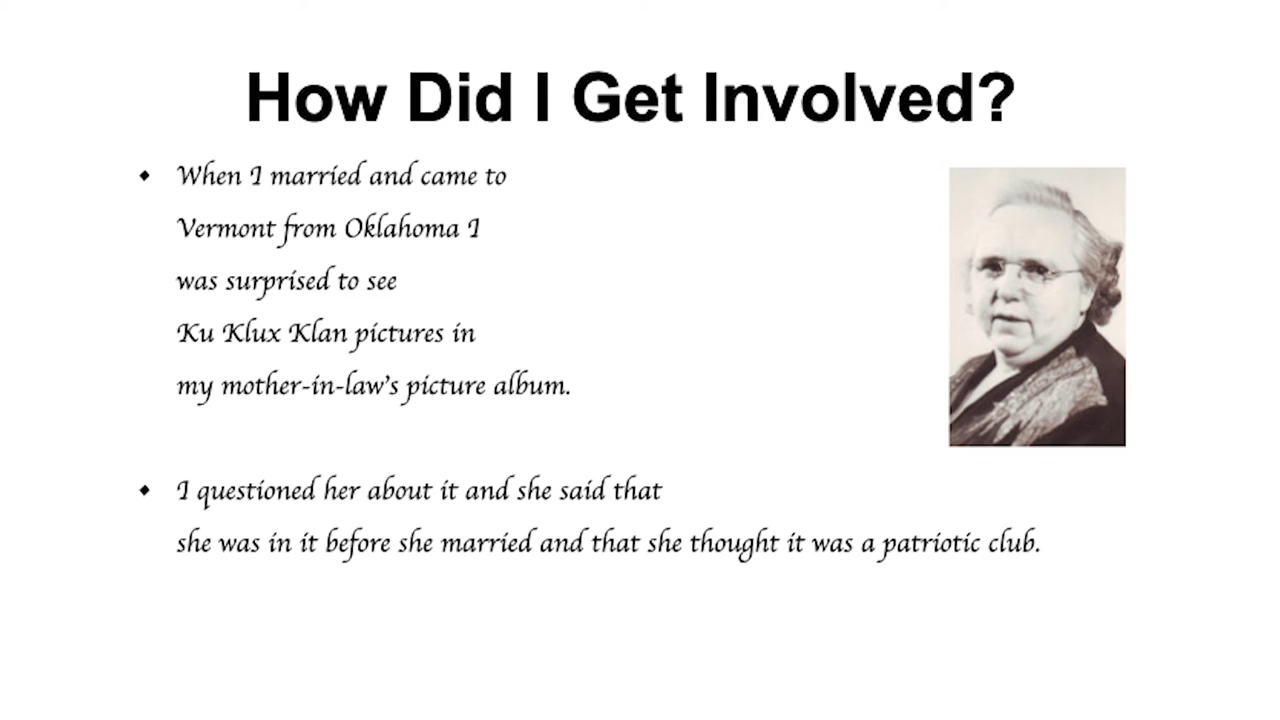 How Did I Get Involved?
When I married and came to
Vermont from Oklahoma I
was surprised to see
Ku Klux Klan pictures in
my mother-in-law's picture album.
I questioned her about it and she said that
she was in it before she married and that she thought it was a patriotic club.